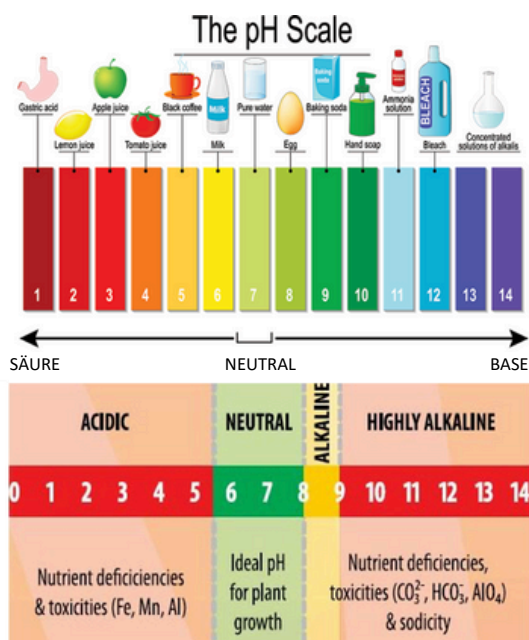 The pH Scale
Gastric acid
Lemon juice
Apple juice
Tomato juice
Black coffee
Milk
Milk
Pure water
Egg
Baking soda
Baking soda
Hand soap
Ammonia solution
BLEACH
Bleach
Concentrated solutions of alkalis
1 2 3 4 5 6 7 8 9 10 11 12 13 14
SÄURE NEUTRAL BASE
ACIDIC NEUTRAL ALKALINE HIGHLY ALKALINE
0 1 2 3 4 5 6 7 8 9 10 11 12 13 14
Nutrient deficiciencies
& toxicities (Fe, Mn, Al)
Ideal pH
for plant
growth
Nutrient deficiencies,
toxicities (CO₃²⁻, HCO₃⁻, AlO₄⁻)
& sodicity